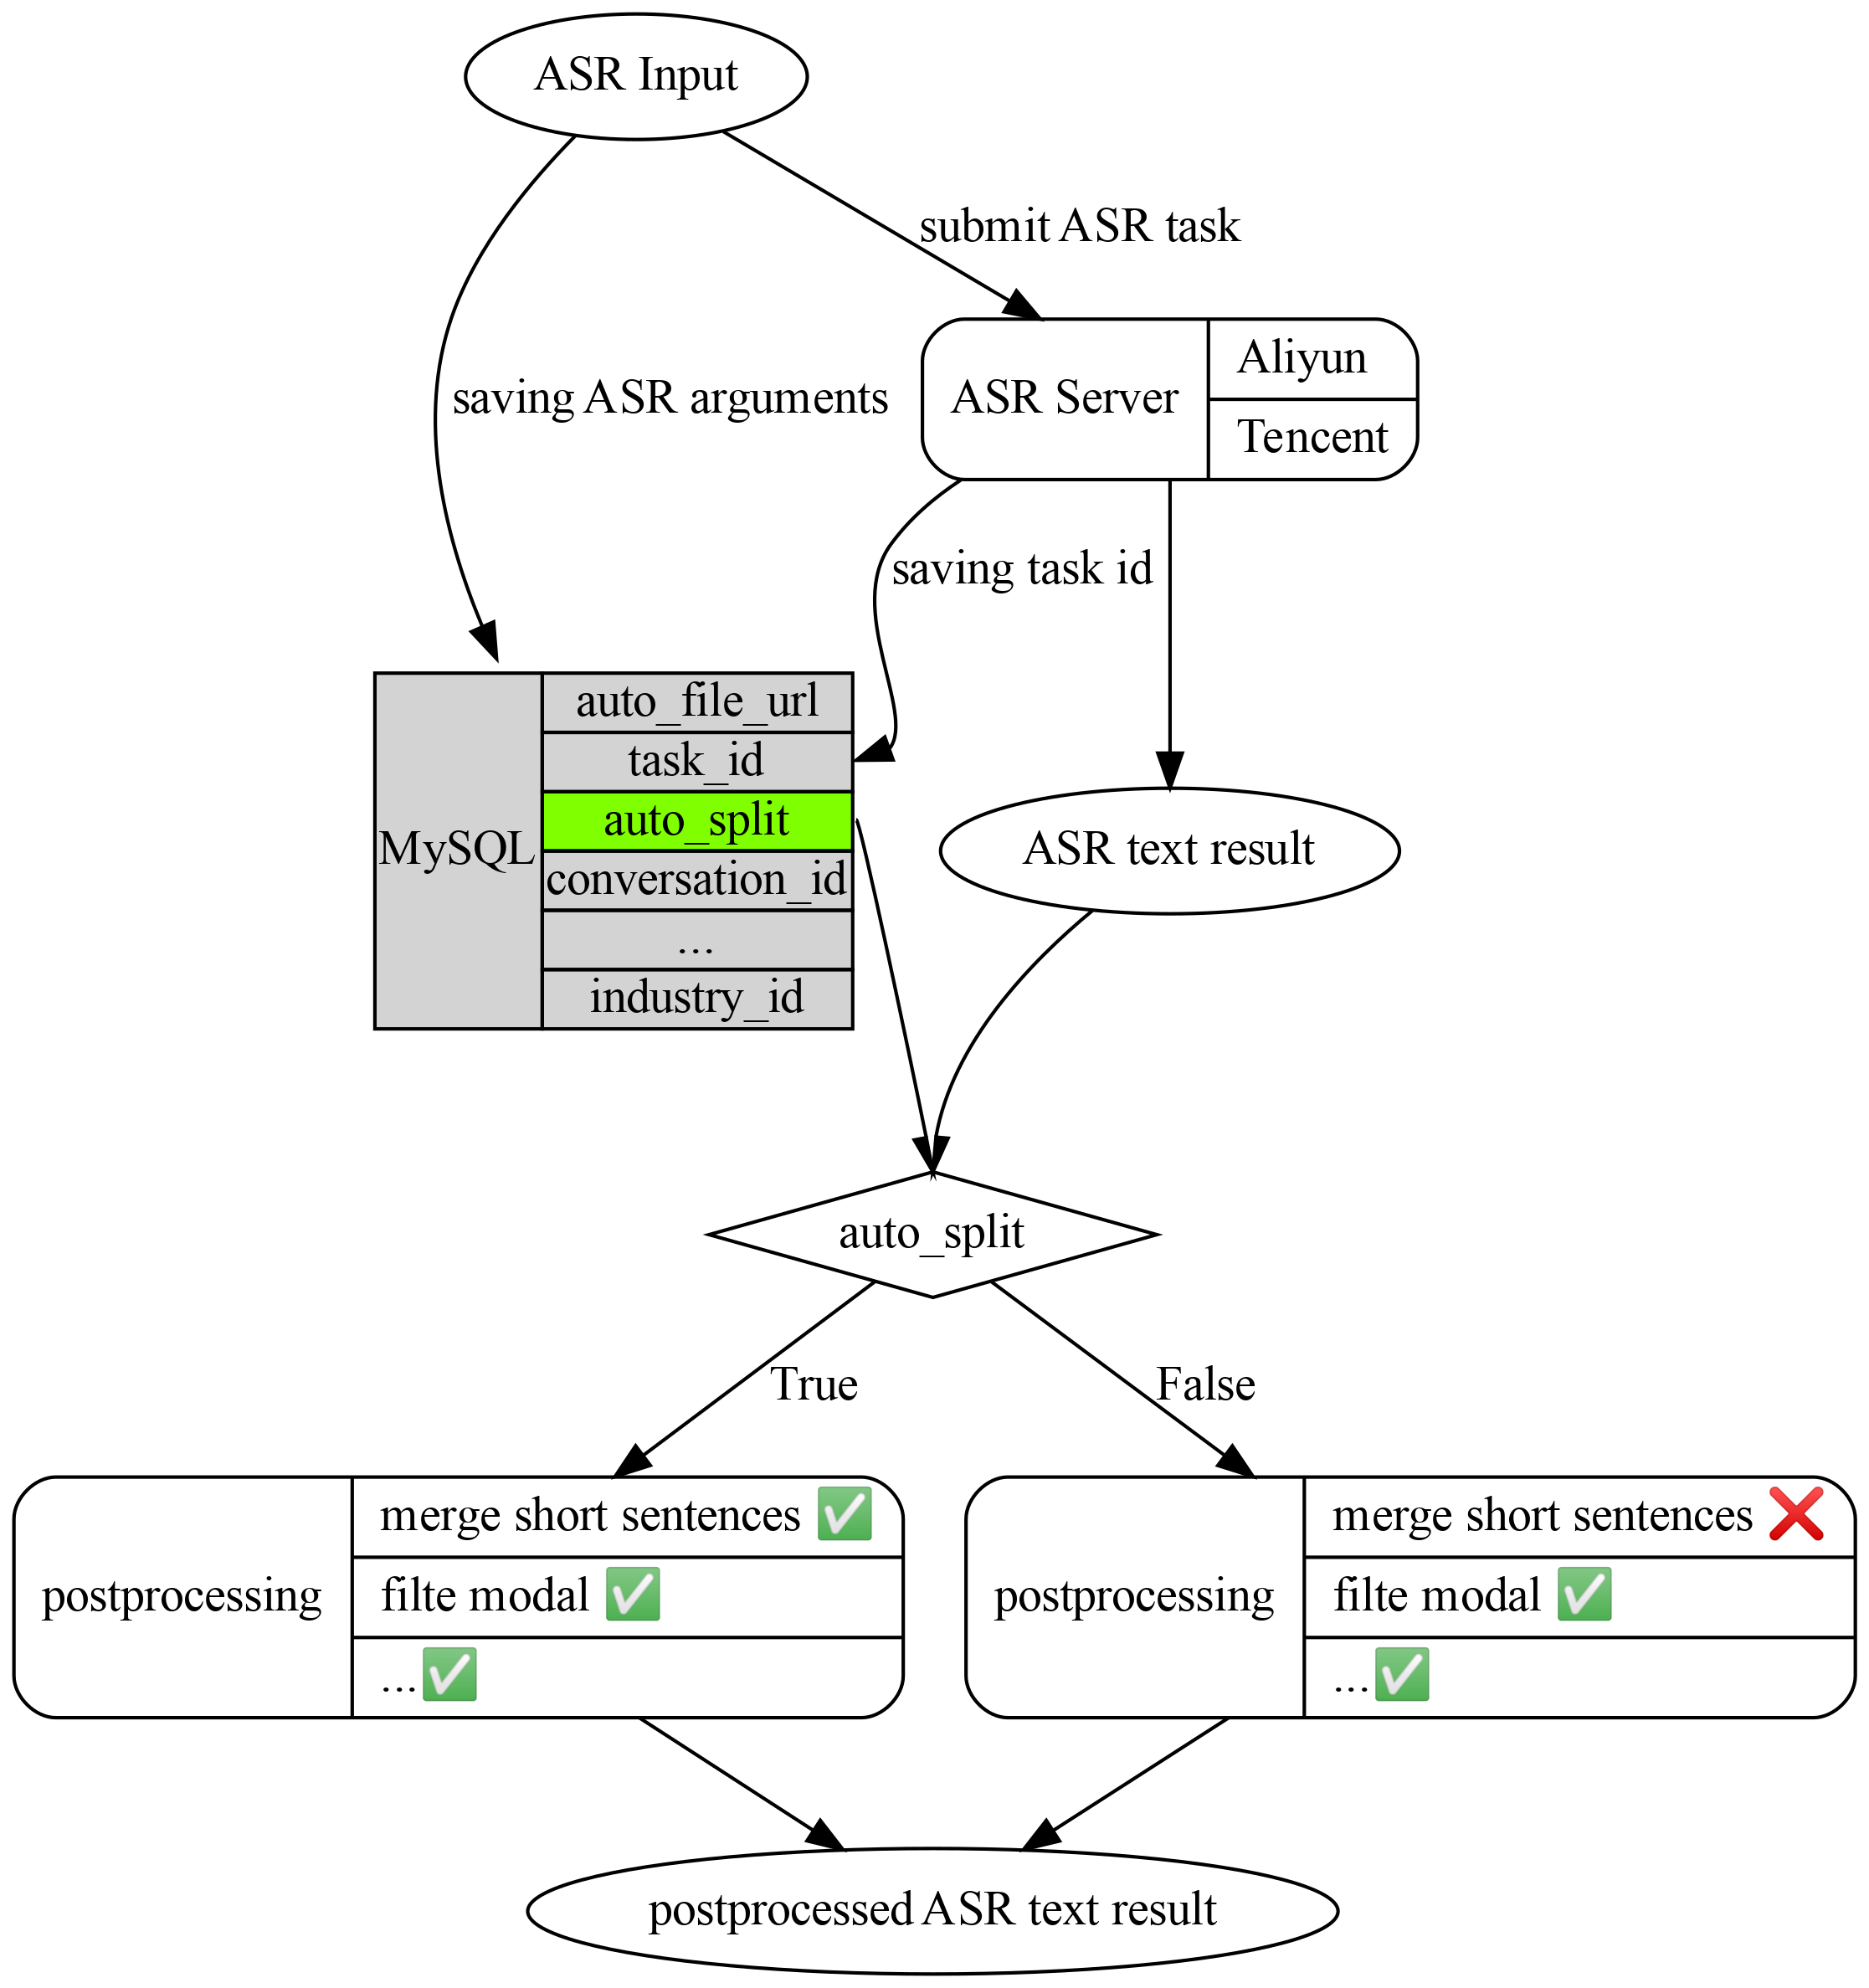 ASR Input
submit ASR task
ASR Server
Aliyun
Tencent
saving ASR arguments
saving task id
MySQL
auto_file_url
task_id
auto_split
conversation_id
...
industry_id
ASR text result
auto_split
True
False
postprocessing
merge short sentences ✅
filte modal ✅
...✅
postprocessing
merge short sentences ❌
filte modal ✅
...✅
postprocessed ASR text result